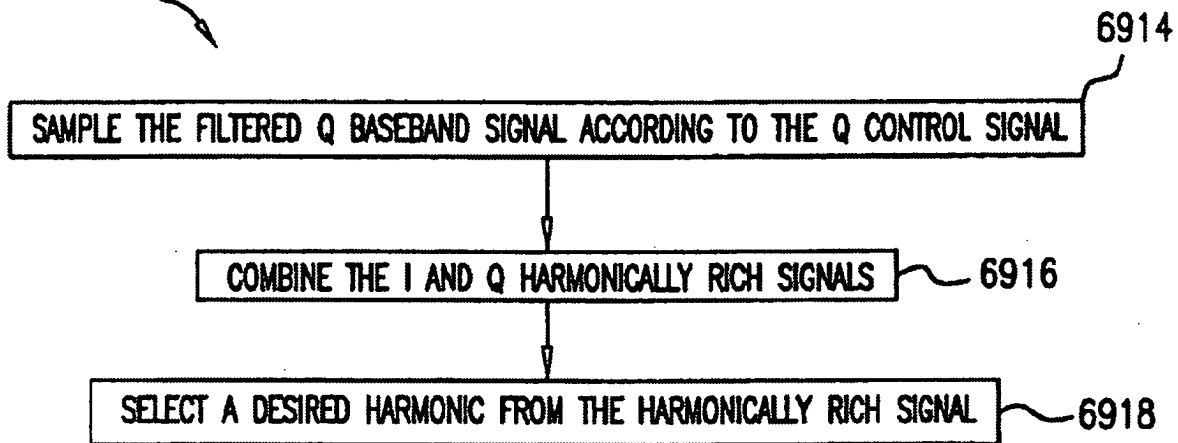 6914
SAMPLE THE FILTERED Q BASEBAND SIGNAL ACCORDING TO THE Q CONTROL SIGNAL
COMBINE THE I AND Q HARMONICALLY RICH SIGNALS
6916
SELECT A DESIRED HARMONIC FROM THE HARMONICALLY RICH SIGNAL
6918